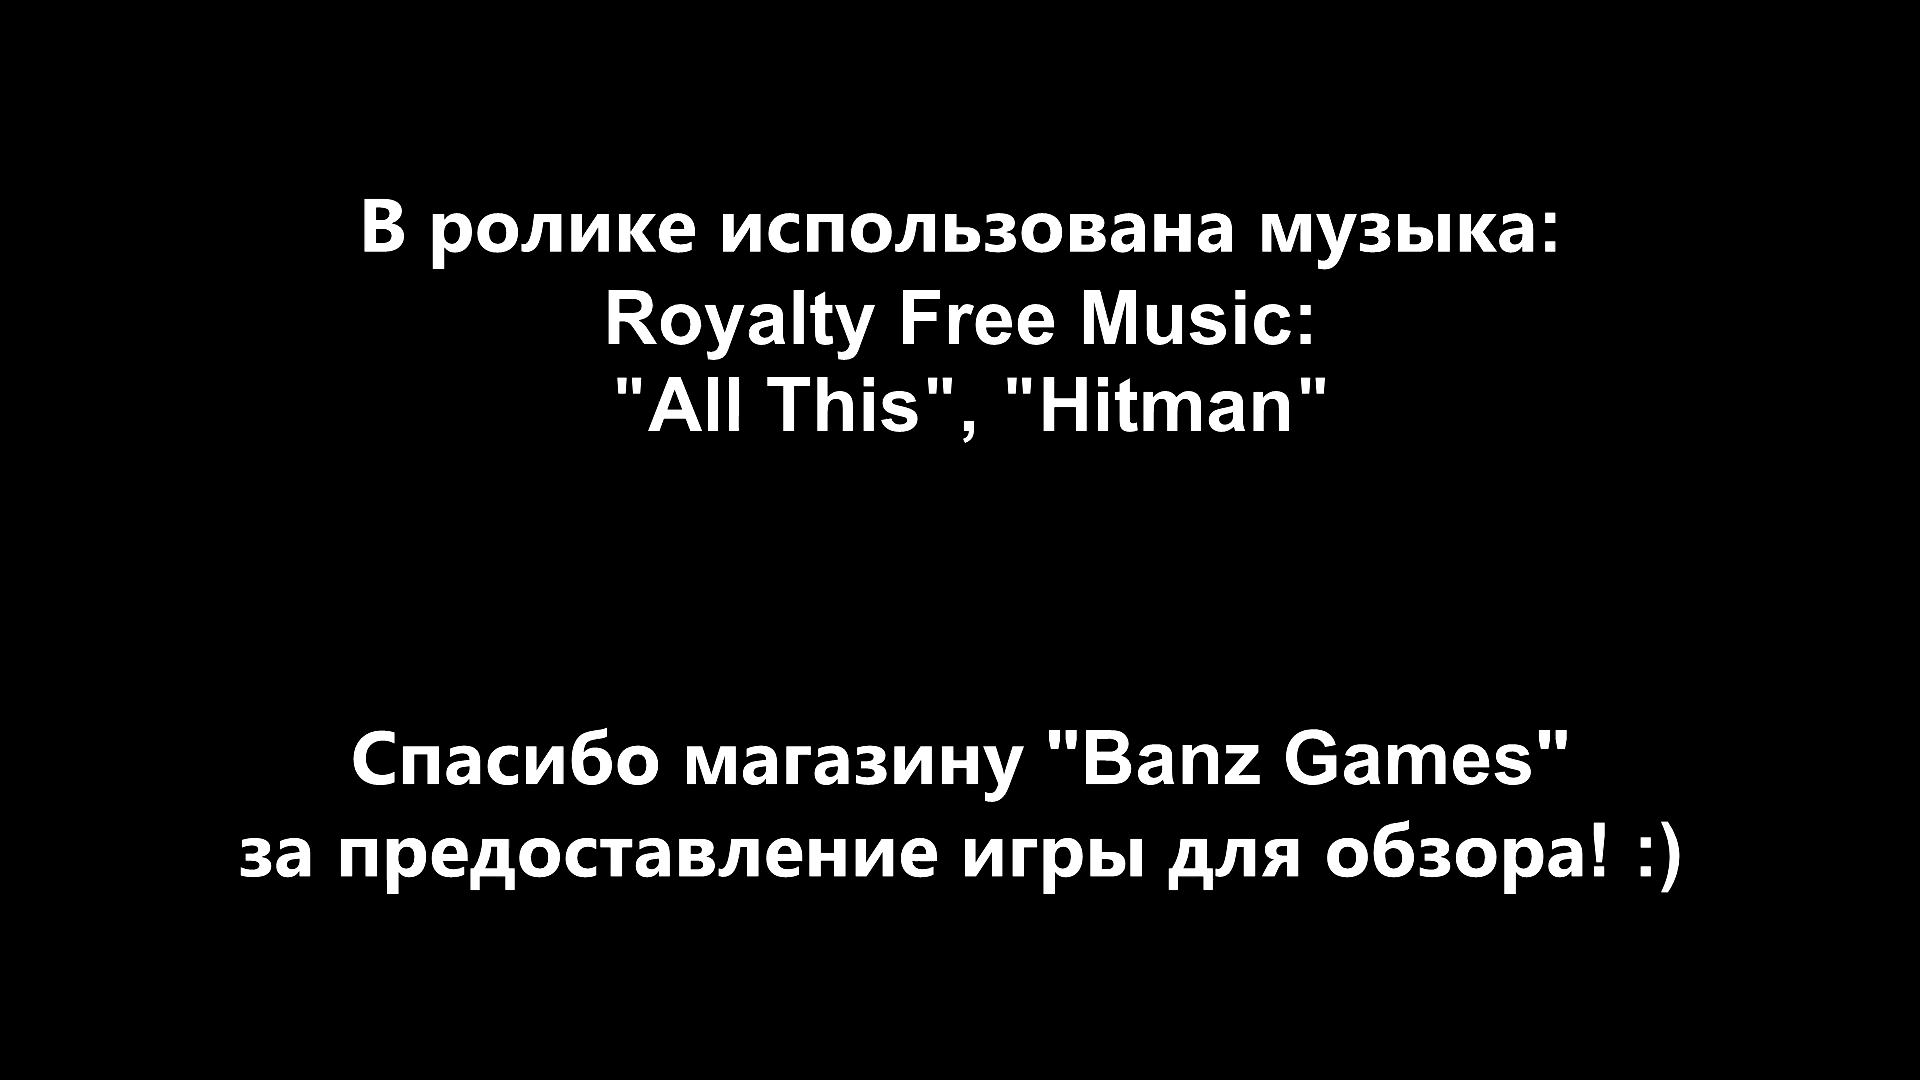 В ролике использована музыка:
Royalty Free Music:
"All This", "Hitman"
Спасибо магазину "Banz Games"
за предоставление игры для обзора! :)